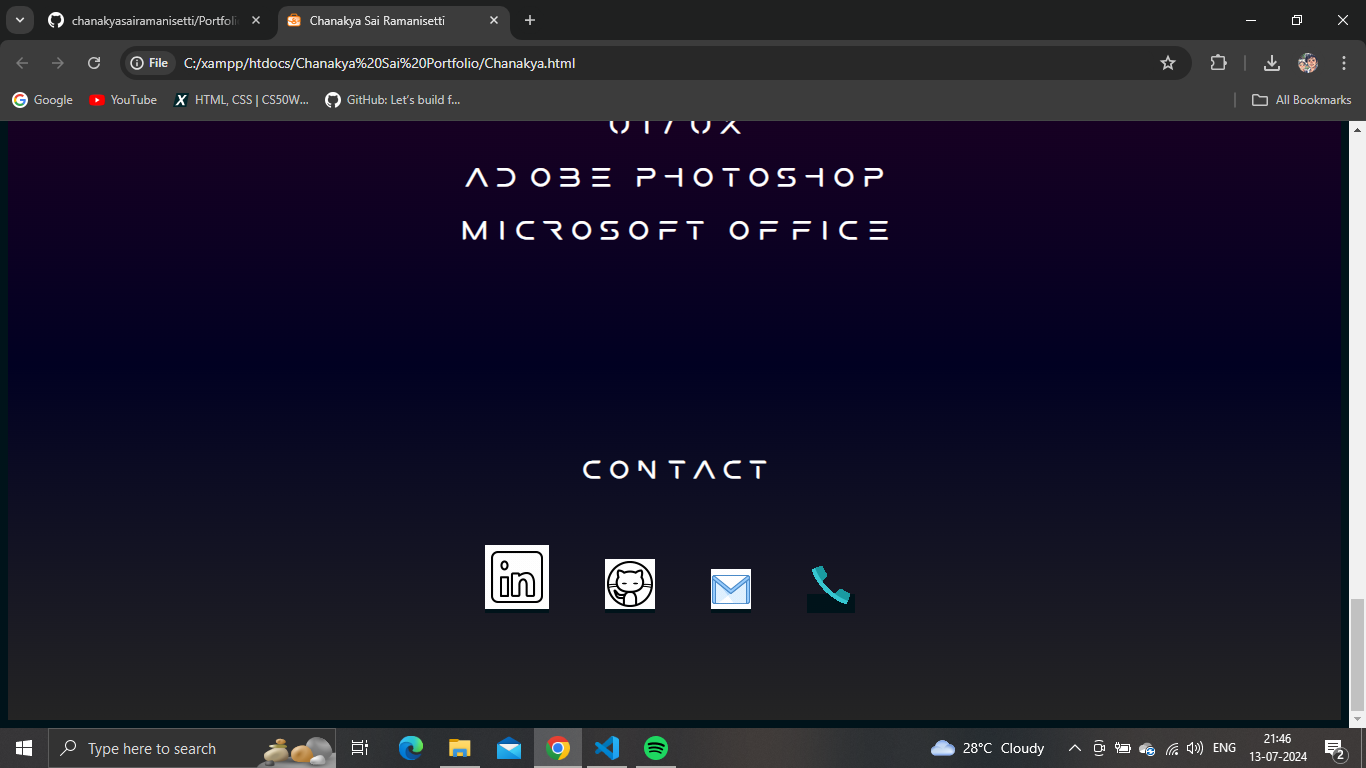 chanakyasairamanisetti/Portfoli
Chanakya Sai Ramanisetti
File
C:/xampp/htdocs/Chanakya%20Sai%20Portfolio/Chanakya.html
Google
YouTube
HTML, CSS | CS50W...
GitHub: Let's build f...
All Bookmarks
UI/UX
ADOBE PHOTOSHOP
MICROSOFT OFFICE
CONTACT
in
Type here to search
28°C Cloudy
ENG
21:46
13-07-2024
2